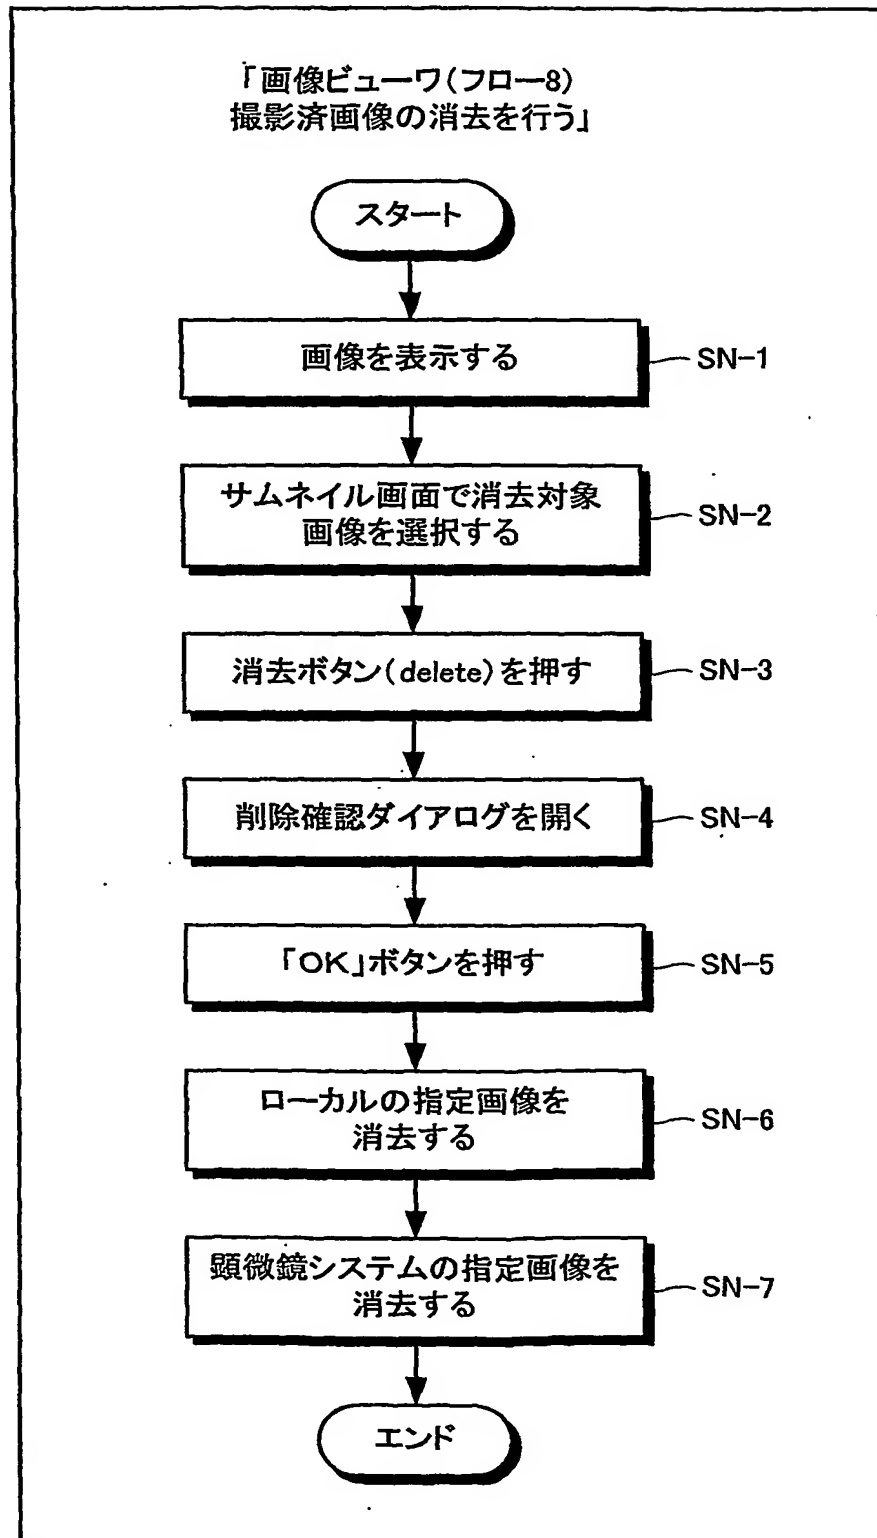 「画像ビューワ(フロー8)
撮影済画像の消去を行う」
スタート
画像を表示する
SN-1
サムネイル画面で消去対象
画像を選択する
SN-2
消去ボタン(delete)を押す
SN-3
削除確認ダイアログを開く
SN-4
「OK」ボタンを押す
SN-5
ローカルの指定画像を
消去する
SN-6
顕微鏡システムの指定画像を
消去する
SN-7
エンド